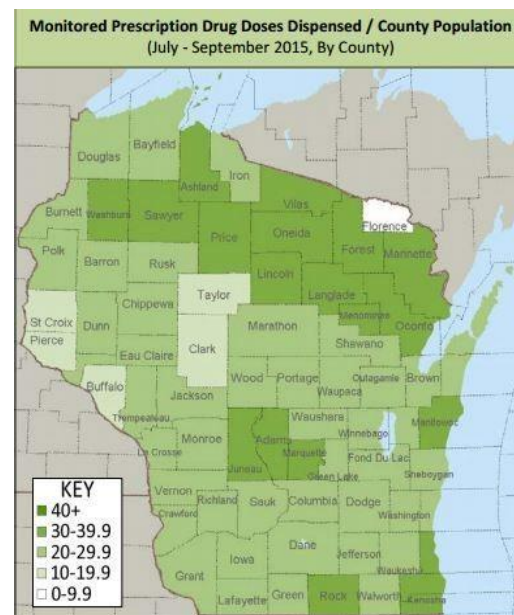 Monitored Prescription Drug Doses Dispensed / County Population
(July - September 2015, By County)
Douglas
Bayfield
Ashland
Iron
Vilas
Florence
Burnett
Washburn
Sawyer
Price
Oneida
Forest
Marinette
Polk
Barron
Rusk
Lincoln
Langlade
Taylor
Chippewa
Menominee
Oconto
St Croix
Dunn
Marathon
Pierce
Clark
Shawano
Eau Claire
Buffalo
Wood
Portage
Outagamie
Brown
Jackson
Waupaca
Trempealeau
Waushara
Winnebago
Manitowoc
Monroe
Adams
La Crosse
Juneau
Marquette
Fond Du Lac
Green Lake
Sheboygan
KEY
40+
30-39.9
20-29.9
10-19.9
0-9.9
Vernon
Crawford
Richland
Sauk
Columbia
Dodge
Washington
Dane
Iowa
Jefferson
Waukesha
Grant
Lafayette
Green
Rock
Walworth
Kenosha